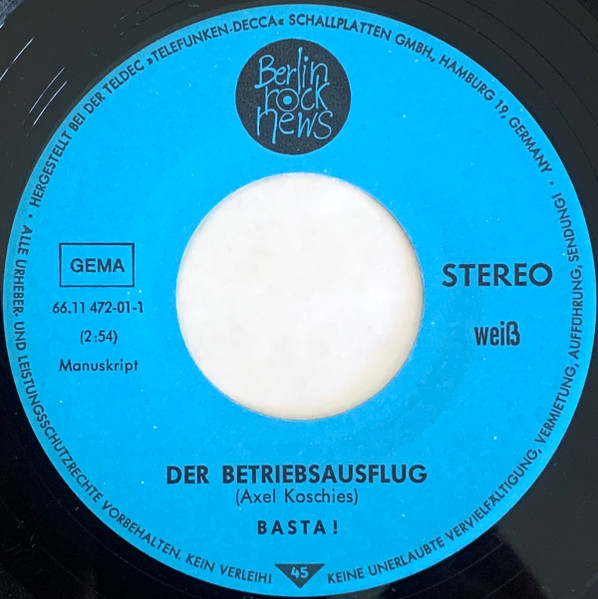 HERGESTELLT BEI DER TELDEC »TELEFUNKEN-DECCA« SCHALLPLATTEN GMBH., HAMBURG 19, GERMANY •
Berlin
rock
news
GEMA
66.11 472-01-1
(2:54)
Manuskript
STEREO
weiß
DER BETRIEBSAUSFLUG
(Axel Koschies)
BASTA!
• ALLE URHEBER- UND LEISTUNGSSCHUTZRECHTE VORBEHALTEN. KEIN VERLEIH! KEINE UNERLAUBTE VERVIELFÄLTIGUNG, VERMIETUNG, AUFFÜHRUNG, SENDUNG! •
45